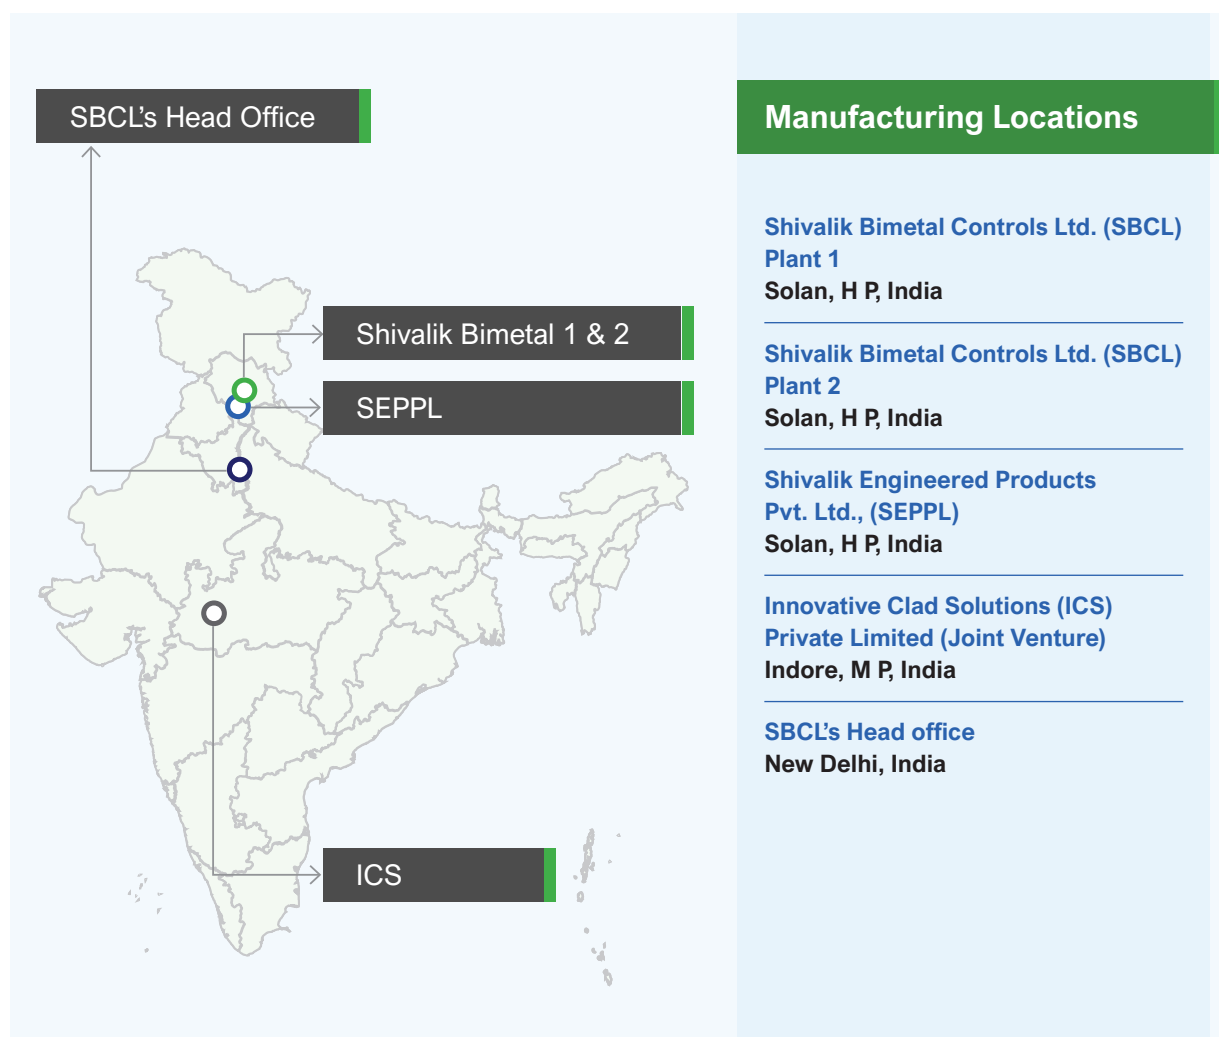 SBCL's Head Office
Shivalik Bimetal 1 & 2
SEPPL
ICS
Manufacturing Locations
Shivalik Bimetal Controls Ltd. (SBCL)
Plant 1
Solan, H P, India
Shivalik Bimetal Controls Ltd. (SBCL)
Plant 2
Solan, H P, India
Shivalik Engineered Products
Pvt. Ltd., (SEPPL)
Solan, H P, India
Innovative Clad Solutions (ICS)
Private Limited (Joint Venture)
Indore, M P, India
SBCL's Head office
New Delhi, India